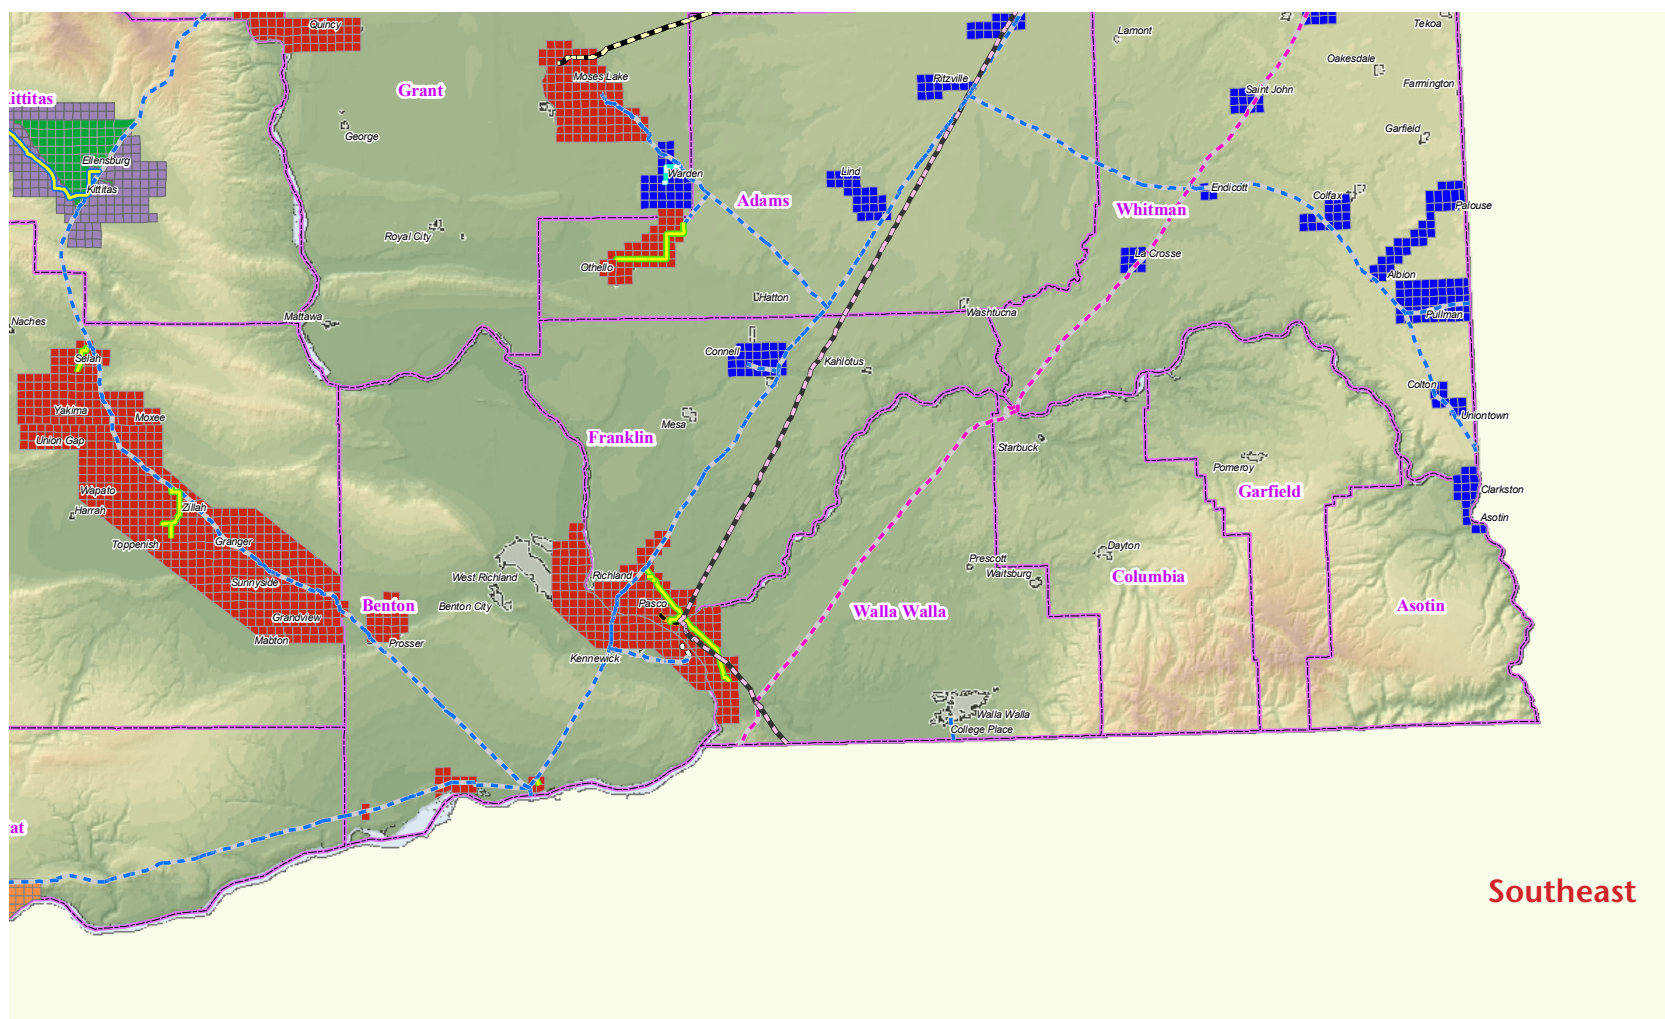 Quincy
Tekoa
Lamont
Oakesdale
Moses Lake
Ritzville
Farmington
Grant
Saint John
Kittitas
George
Garfield
Ellensburg
Warden
Lind
Kittitas
Endicott
Colfax
Adams
Whitman
Palouse
Royal City
La Crosse
Othello
Albion
Hatton
Washtucna
Mattawa
Pullman
Naches
Connell
Selah
Kahlotus
Colton
Yakima
Moxee
Uniontown
Mesa
Union Gap
Franklin
Starbuck
Pomeroy
Wapato
Garfield
Clarkston
Zillah
Harrah
Asotin
Granger
Toppenish
Dayton
Prescott
West Richland
Richland
Waitsburg
Columbia
Sunnyside
Benton City
Pasco
Benton
Asotin
Walla Walla
Grandview
Mabton
Prosser
Kennewick
Walla Walla
College Place
at
Southeast